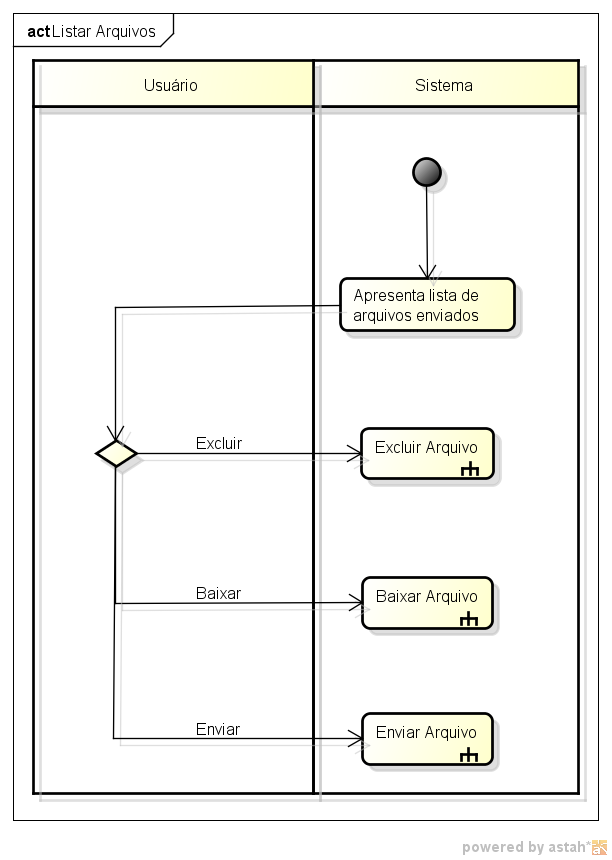 act Listar Arquivos
Usuário
Sistema
Apresenta lista de
arquivos enviados
Excluir
Excluir Arquivo
Baixar
Baixar Arquivo
Enviar
Enviar Arquivo
powered by astah*